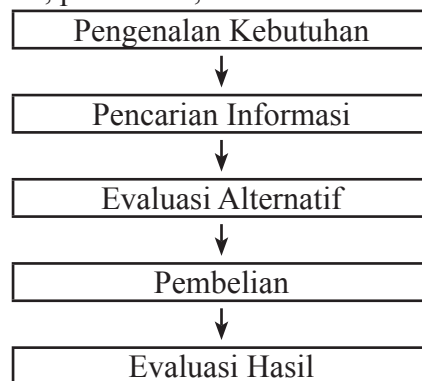 Pengenalan Kebutuhan
Pencarian Informasi
Evaluasi Alternatif
Pembelian
Evaluasi Hasil